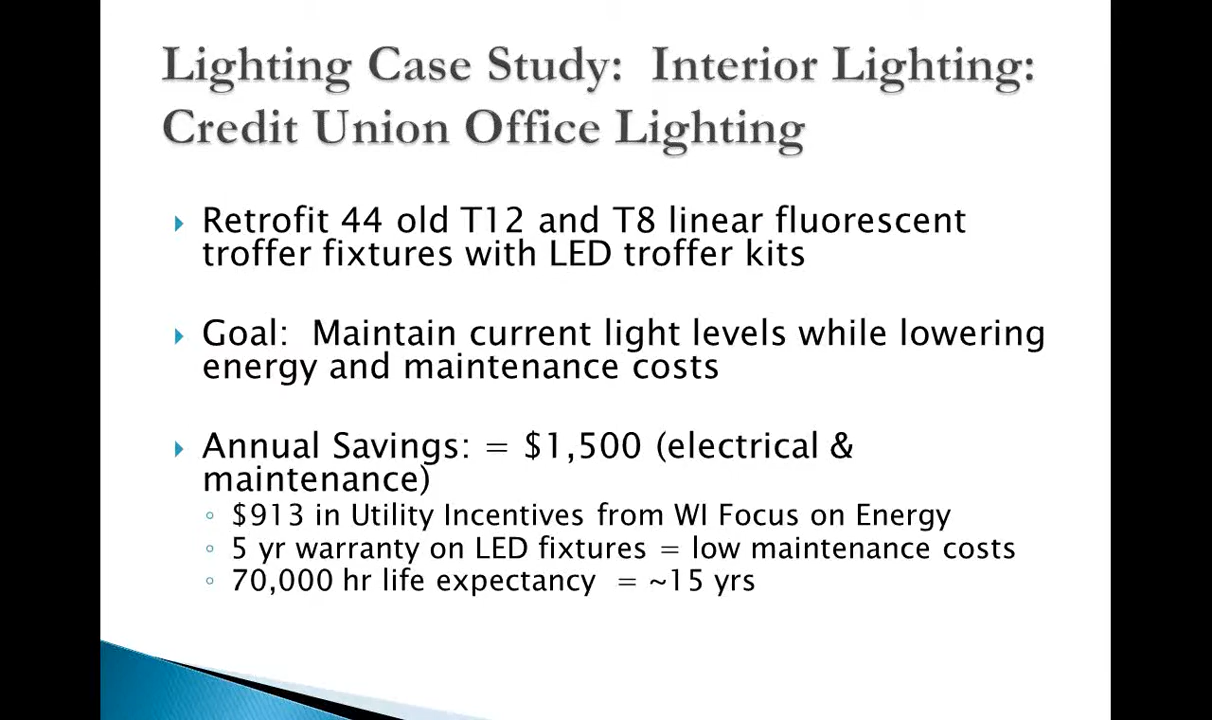 Lighting Case Study:  Interior Lighting:
Credit Union Office Lighting
Retrofit 44 old T12 and T8 linear fluorescent
troffer fixtures with LED troffer kits
Goal:  Maintain current light levels while lowering
energy and maintenance costs
Annual Savings: = $1,500 (electrical &
maintenance)
$913 in Utility Incentives from WI Focus on Energy
5 yr warranty on LED fixtures = low maintenance costs
70,000 hr life expectancy  = ~15 yrs